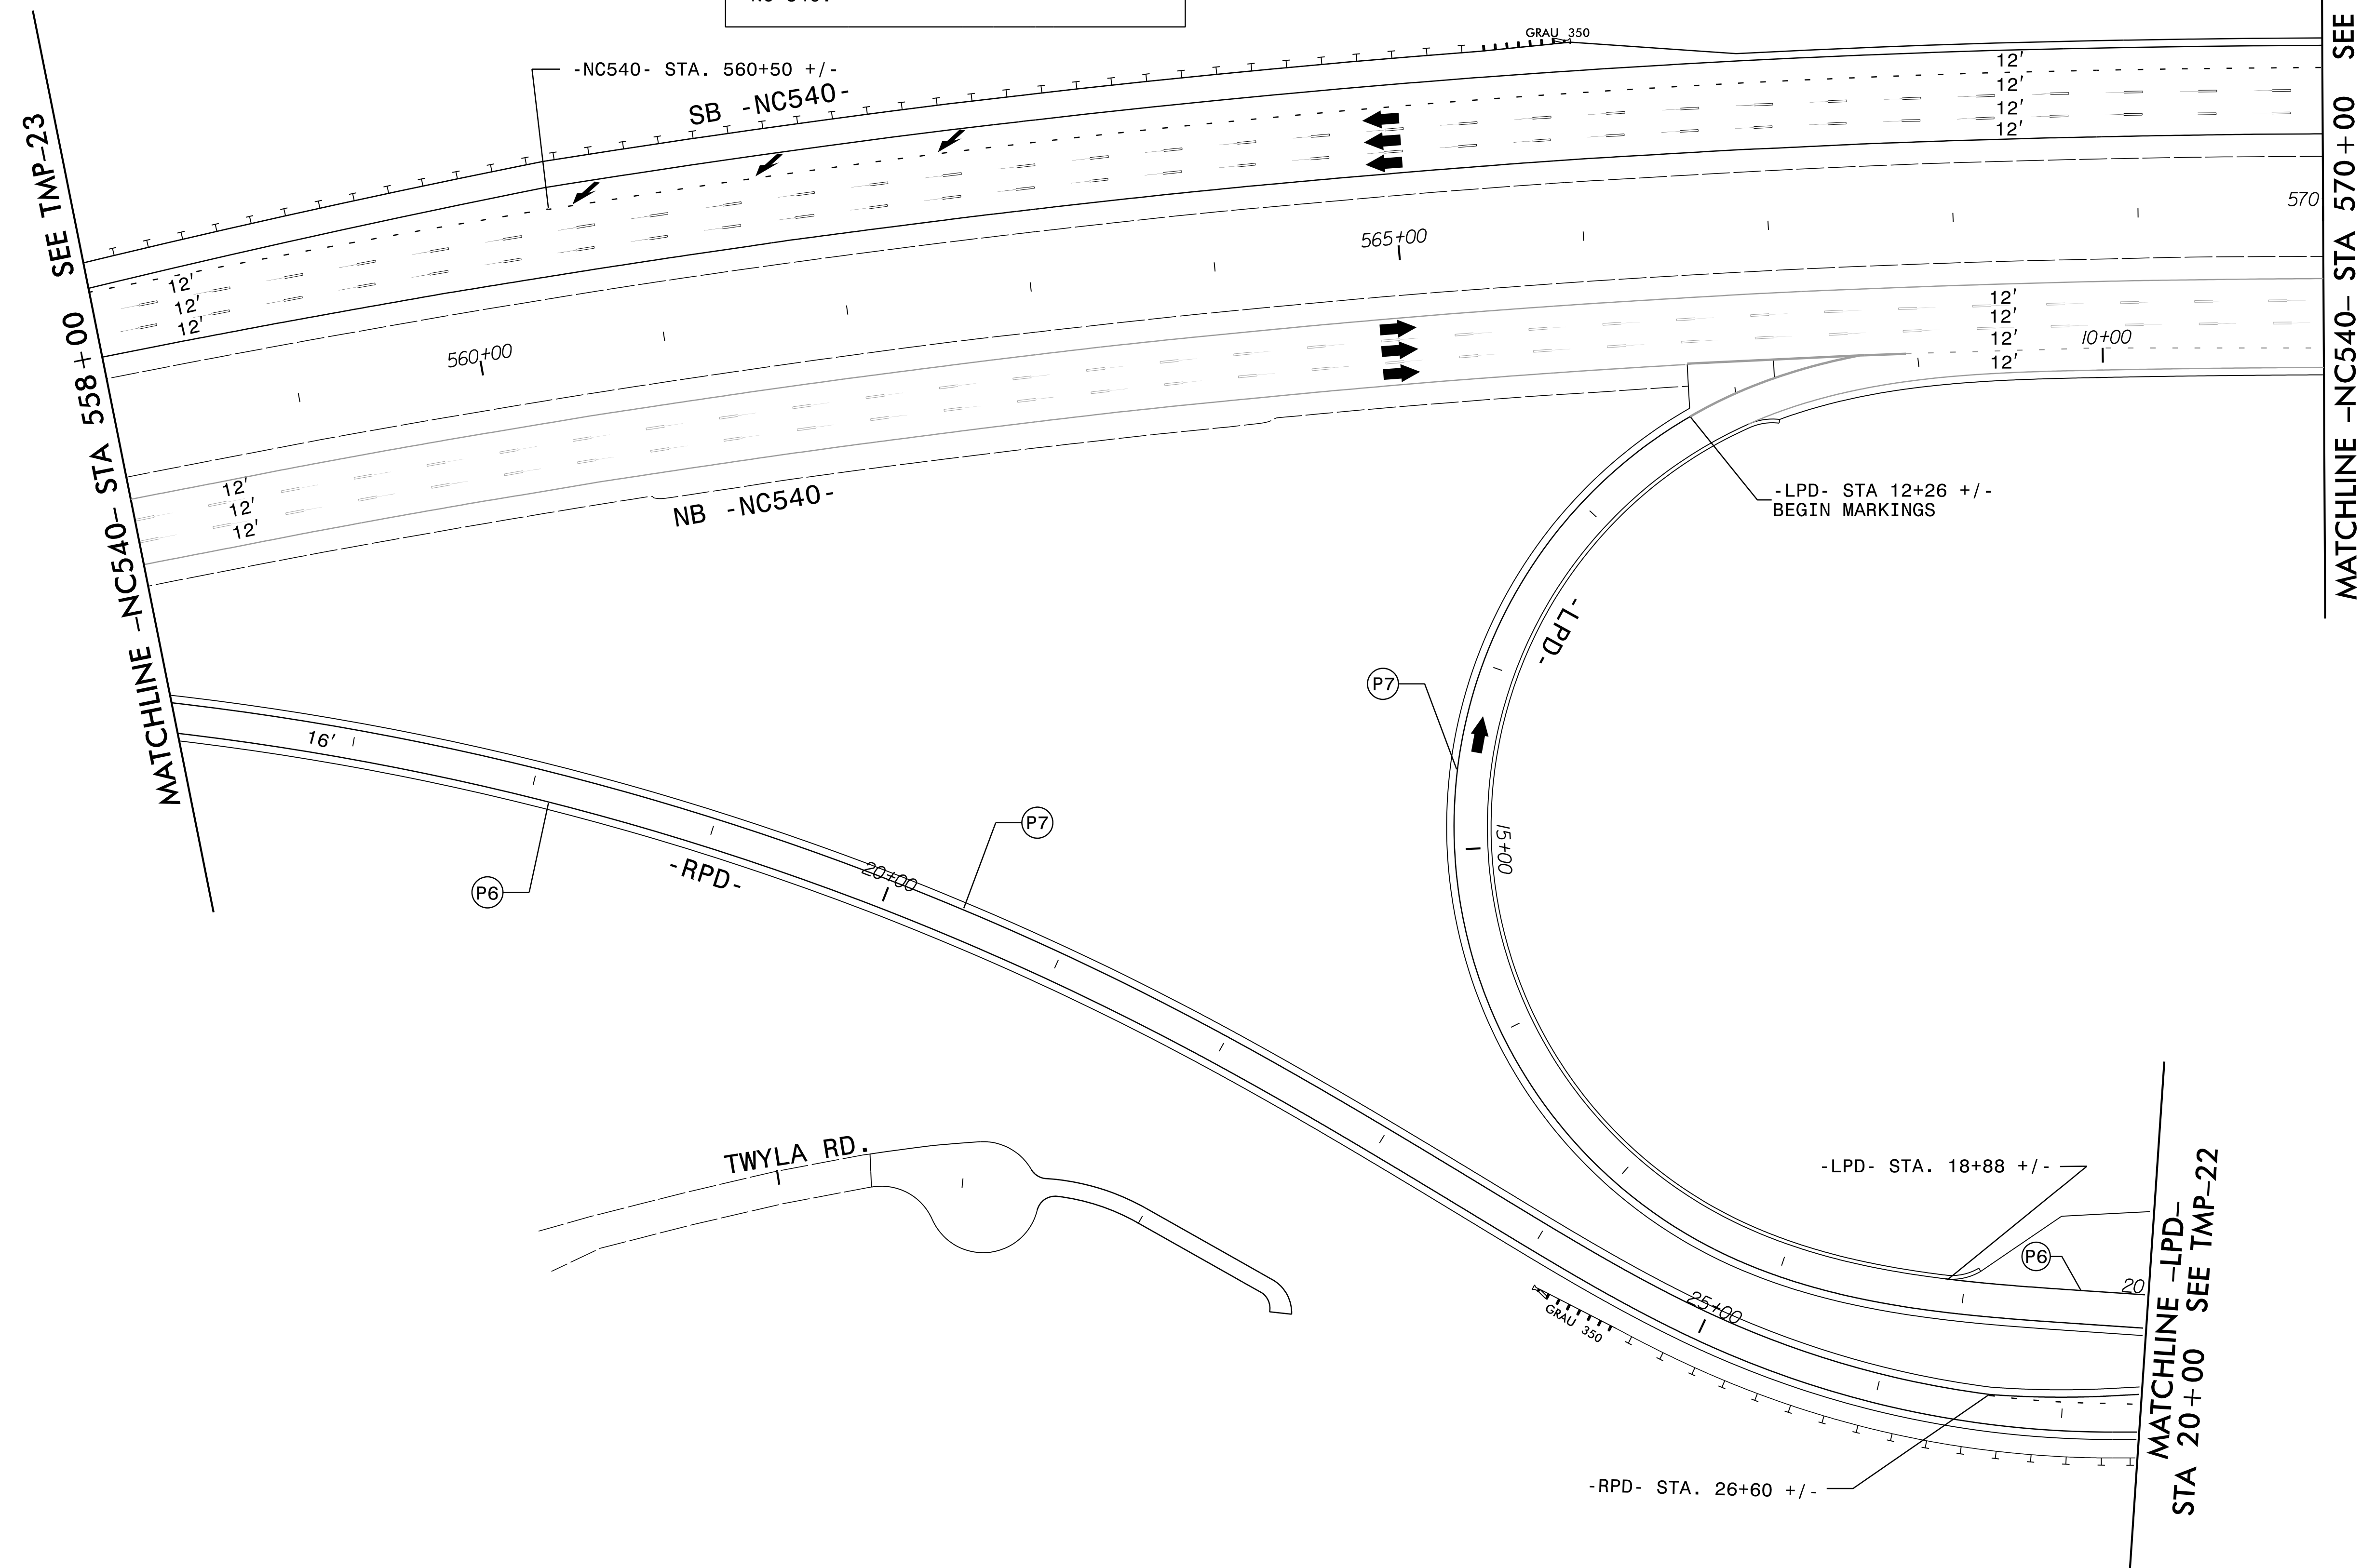 GRAU 350
-NC540- STA. 560+50 +/-
SB -NC540-
12'
12'
12'
12'
MATCHLINE -NC540- STA 558+00 SEE TMP-23
MATCHLINE -NC540- STA 570+00 SEE
570
565+00
12'
12'
12'
560+00
12'
12'
12'
12'
10+00
12'
12'
12'
NB -NC540-
-LPD- STA 12+26 +/-
BEGIN MARKINGS
-LPD-
P7
16'
P7
15+00
20+00
-RPD-
P6
TWYLA RD.
-LPD- STA. 18+88 +/-
P6
20
25+00
GRAU 350
MATCHLINE -LPD-
STA 20+00 SEE TMP-22
-RPD- STA. 26+60 +/-